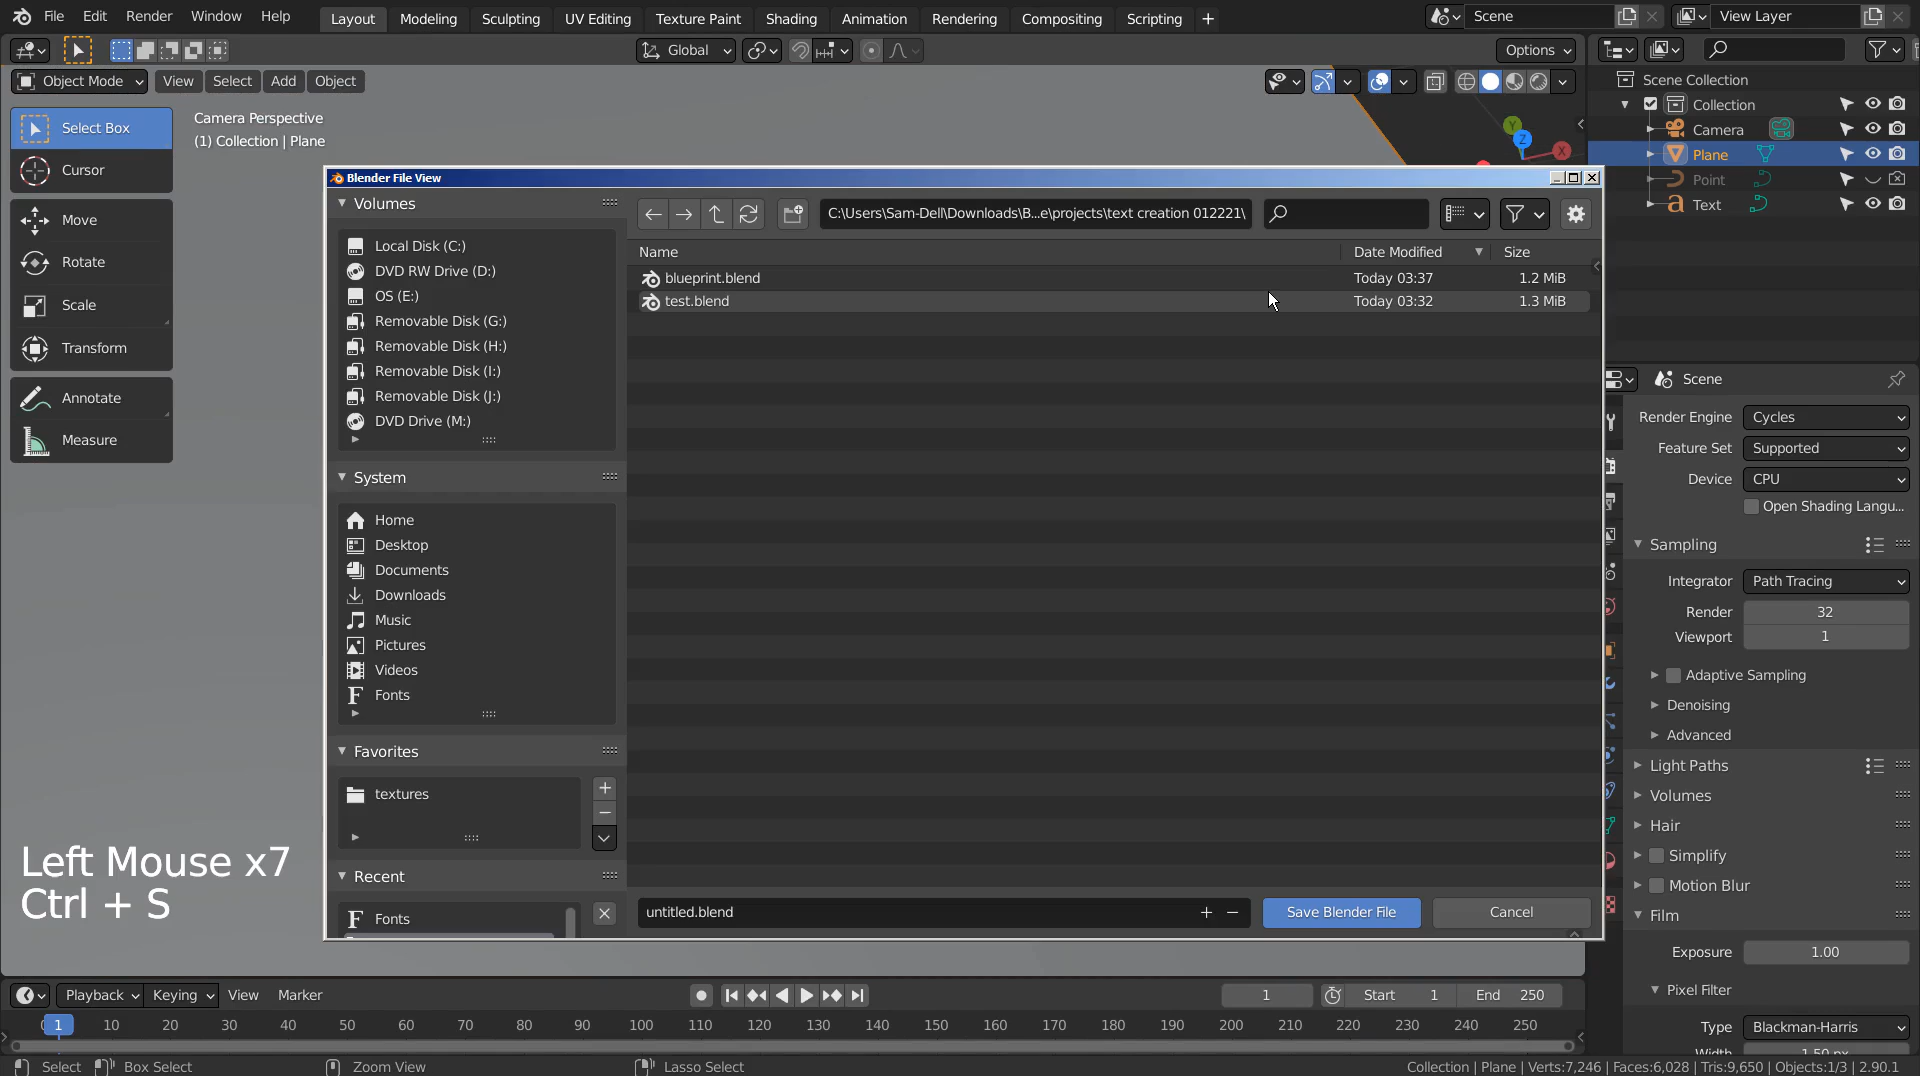 File Edit Render Window Help Layout Modeling Sculpting UV Editing Texture Paint Shading Animation Rendering Compositing Scripting + Scene View Layer
Global Options
Object Mode View Select Add Object
Scene Collection
Collection
Camera
Plane
Point
Text
Select Box
Cursor
Move
Rotate
Scale
Transform
Annotate
Measure
Camera Perspective
(1) Collection | Plane
Z
X
Blender File View
Volumes
Local Disk (C:)
DVD RW Drive (D:)
OS (E:)
Removable Disk (G:)
Removable Disk (H:)
Removable Disk (I:)
Removable Disk (J:)
DVD Drive (M:)
System
Home
Desktop
Documents
Downloads
Music
Pictures
Videos
Fonts
Favorites
textures
Recent
Fonts
C:\Users\Sam-Dell\Downloads\B...e\projects\text creation 012221\
Name Date Modified Size
blueprint.blend Today 03:37 1.2 MiB
test.blend Today 03:32 1.3 MiB
untitled.blend Save Blender File Cancel
Scene
Render Engine Cycles
Feature Set Supported
Device CPU
Open Shading Langu...
Sampling
Integrator Path Tracing
Render 32
Viewport 1
Adaptive Sampling
Denoising
Advanced
Light Paths
Volumes
Hair
Simplify
Motion Blur
Film
Exposure 1.00
Pixel Filter
Type Blackman-Harris
Width 1.50 px
Left Mouse x7
Ctrl + S
Playback Keying View Marker 1 Start 1 End 250
1 10 20 30 40 50 60 70 80 90 100 110 120 130 140 150 160 170 180 190 200 210 220 230 240 250
Select Box Select Zoom View Lasso Select Collection | Plane | Verts:7,246 | Faces:6,028 | Tris:9,650 | Objects:1/3 | 2.90.1